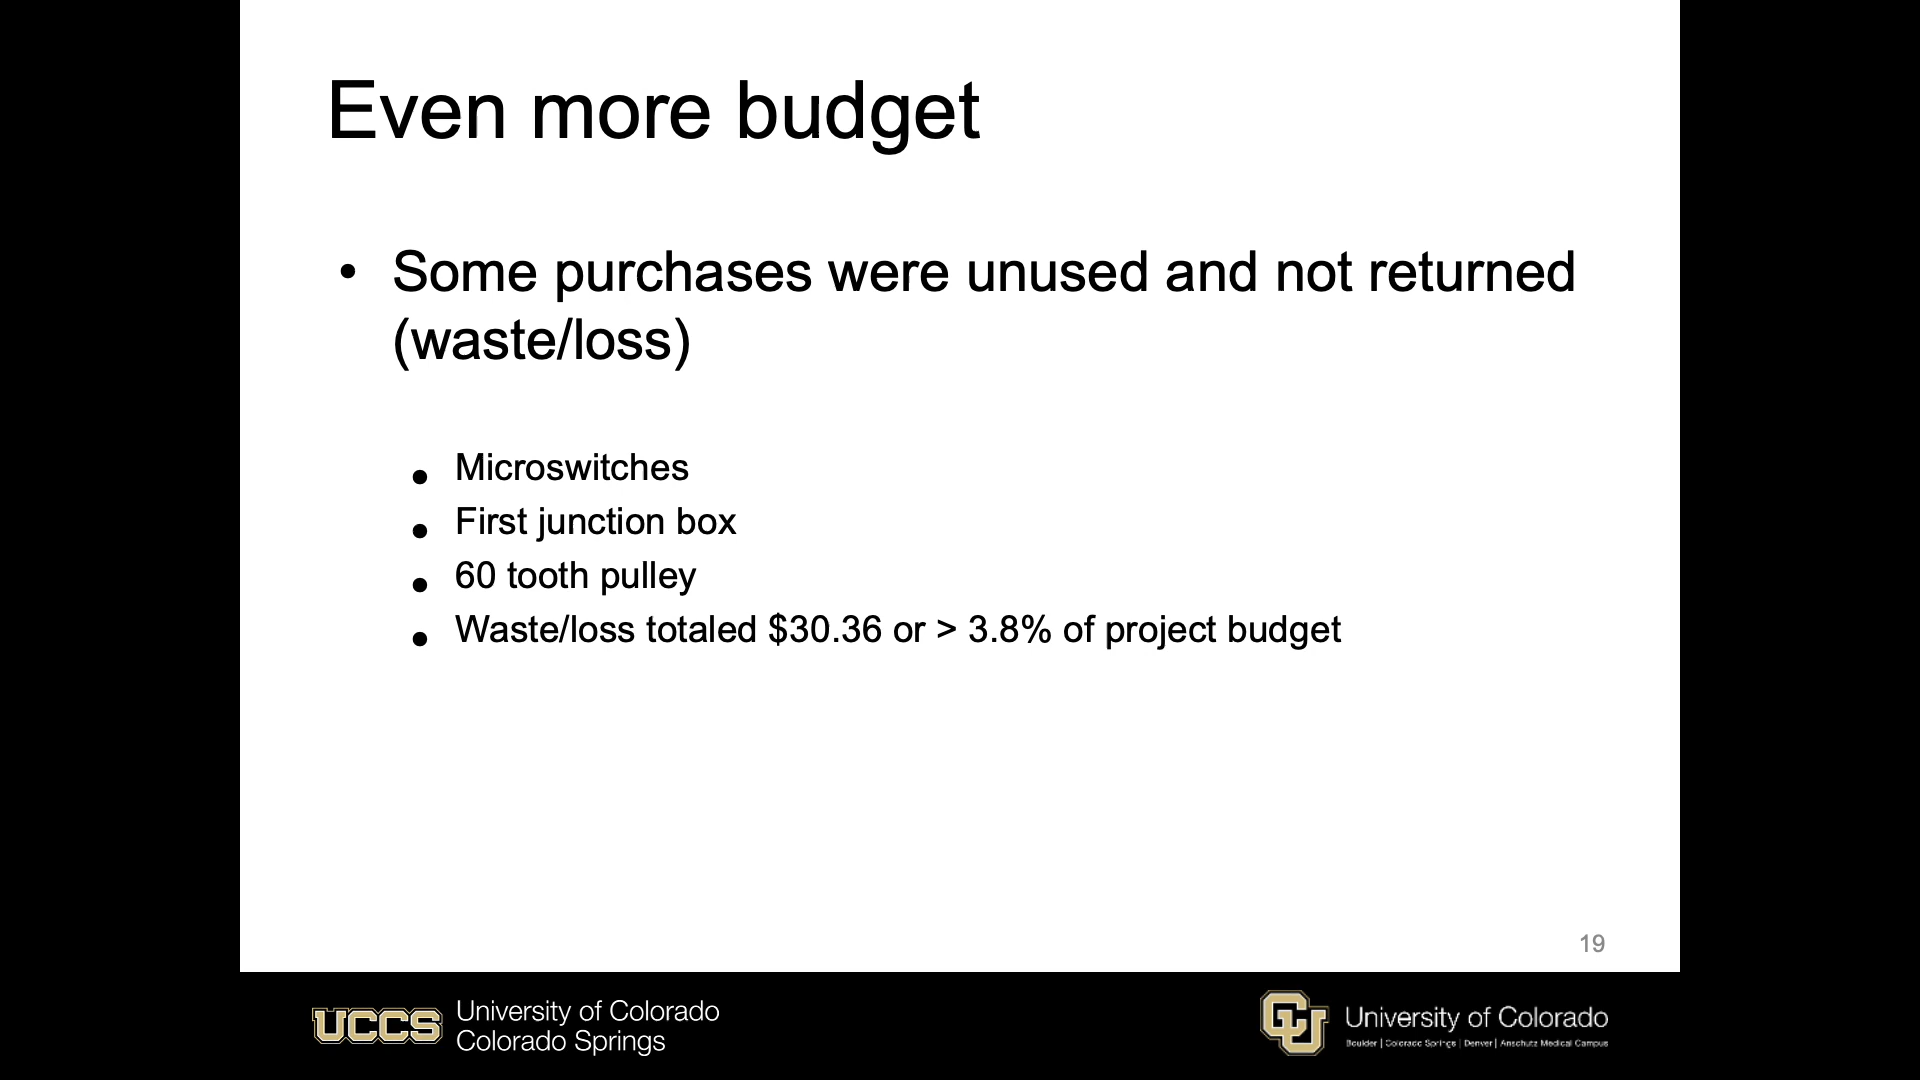 Even more budget
• Some purchases were unused and not returned
(waste/loss)
• Microswitches
• First junction box
• 60 tooth pulley
• Waste/loss totaled $30.36 or > 3.8% of project budget
19
UCCS
University of Colorado
Colorado Springs
CU
University of Colorado
Boulder | Colorado Springs | Denver | Anschutz Medical Campus